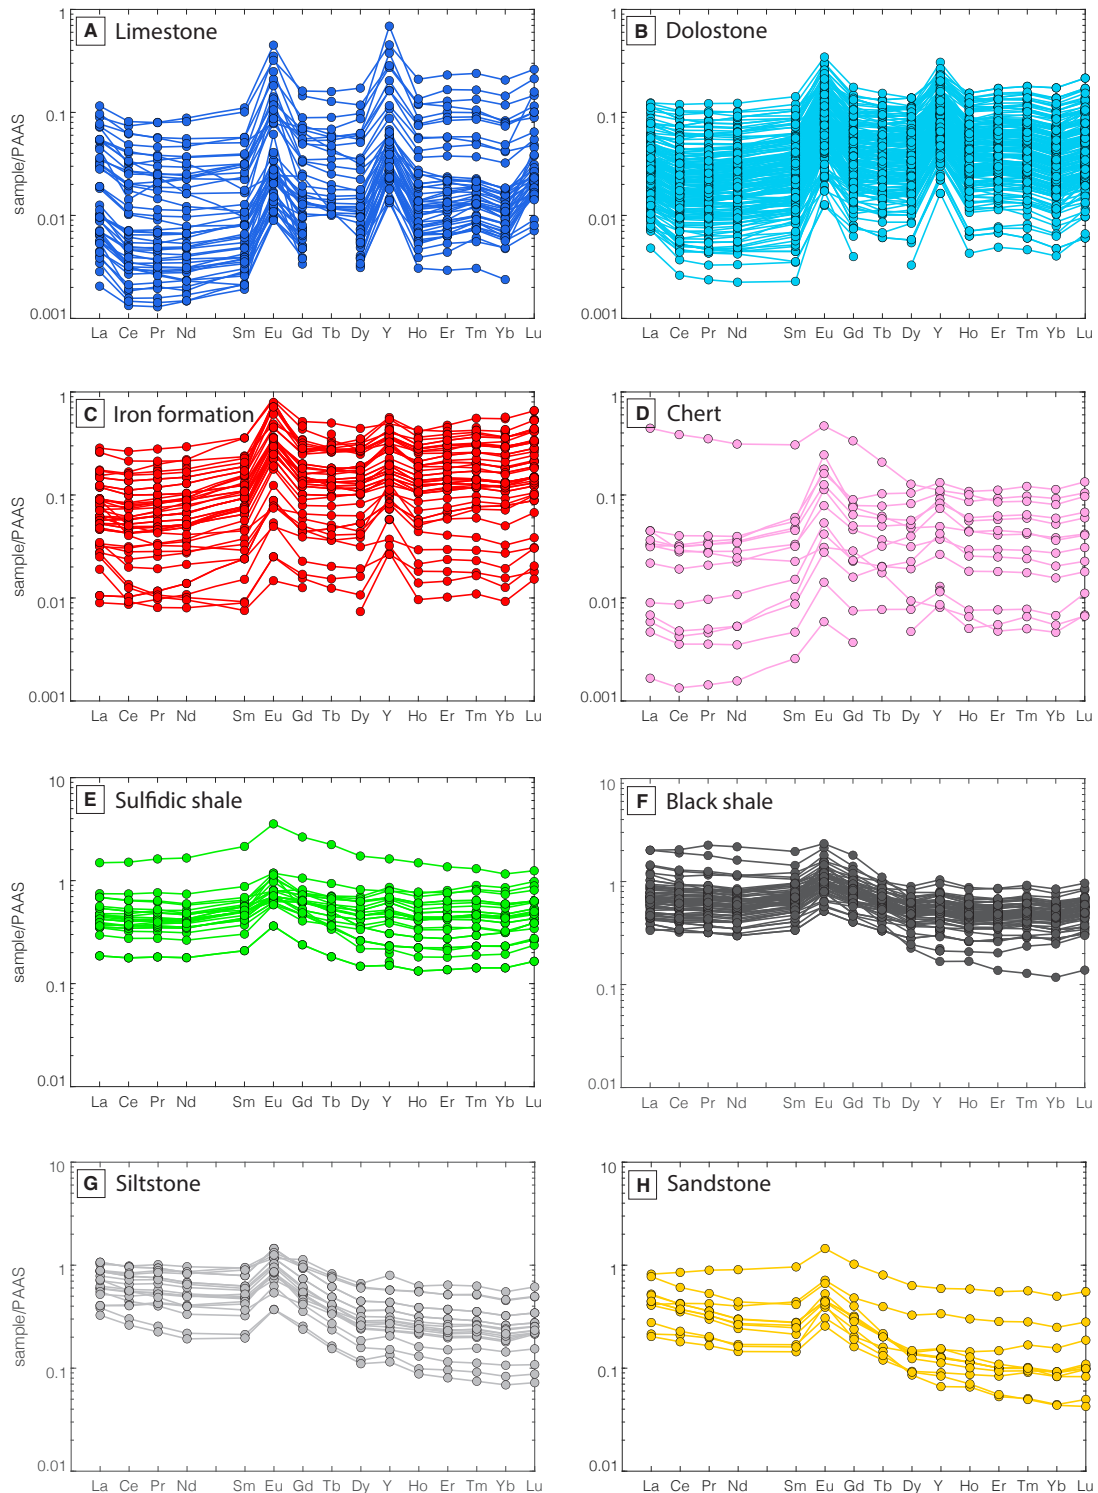 A Limestone
1
0.1
0.01
0.001
sample/PAAS
La Ce Pr Nd Sm Eu Gd Tb Dy Y Ho Er Tm Yb Lu
B Dolostone
1
0.1
0.01
0.001
La Ce Pr Nd Sm Eu Gd Tb Dy Y Ho Er Tm Yb Lu
C Iron formation
1
0.1
0.01
0.001
sample/PAAS
La Ce Pr Nd Sm Eu Gd Tb Dy Y Ho Er Tm Yb Lu
D Chert
1
0.1
0.01
0.001
La Ce Pr Nd Sm Eu Gd Tb Dy Y Ho Er Tm Yb Lu
E Sulfidic shale
10
1
0.1
0.01
sample/PAAS
La Ce Pr Nd Sm Eu Gd Tb Dy Y Ho Er Tm Yb Lu
F Black shale
10
1
0.1
0.01
La Ce Pr Nd Sm Eu Gd Tb Dy Y Ho Er Tm Yb Lu
G Siltstone
10
1
0.1
0.01
sample/PAAS
La Ce Pr Nd Sm Eu Gd Tb Dy Y Ho Er Tm Yb Lu
H Sandstone
10
1
0.1
0.01
La Ce Pr Nd Sm Eu Gd Tb Dy Y Ho Er Tm Yb Lu